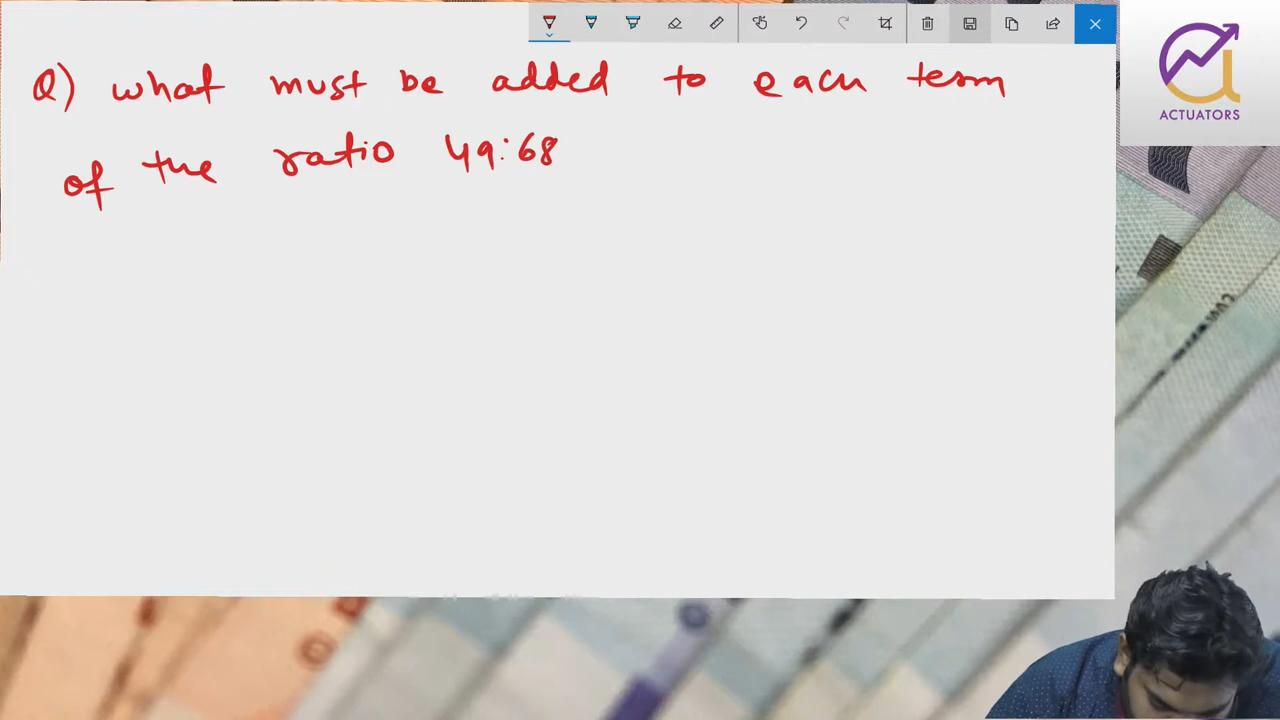 ACTUATORS
Q) what must be added to each term
of the ratio 49:68